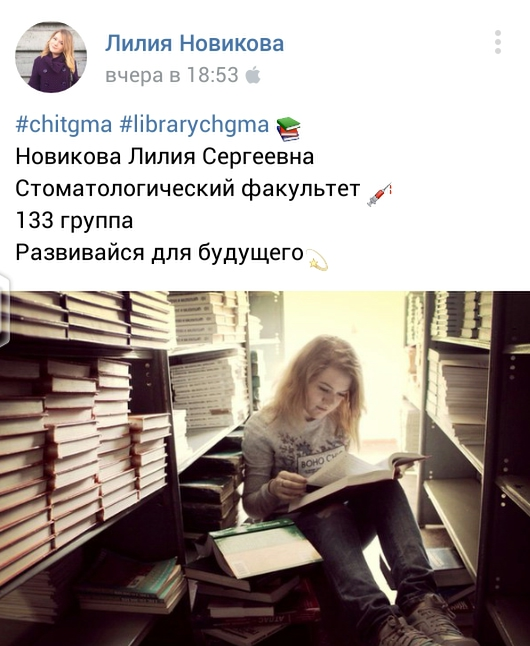 Лилия Новикова
вчера в 18:53
#chitgma #librarychgma
Новикова Лилия Сергеевна
Стоматологический факультет
133 группа
Развивайся для будущего